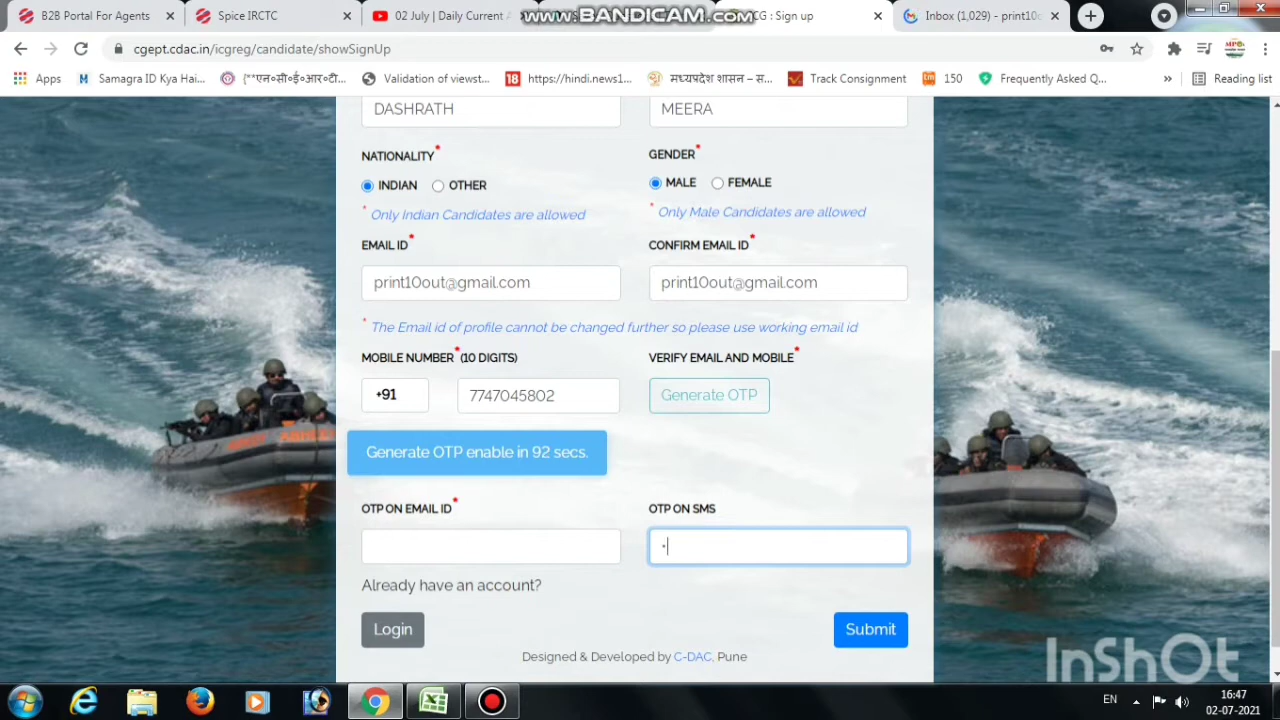 B2B Portal For Agents
Spice IRCTC
02 July | Daily Current A
www.BANDICAM.com
CG : Sign up
Inbox (1,029) - print10o
cgept.cdac.in/icgreg/candidate/showSignUp
Apps
Samagra ID Kya Hai...
(**एन०सी०ई०आर०टी...
Validation of viewst...
18 https://hindi.news1...
मध्यप्रदेश शासन – स...
Track Consignment
tm 150
Frequently Asked Q...
»
Reading list
DASHRATH
MEERA
NATIONALITY*
GENDER*
INDIAN OTHER
MALE FEMALE
* Only Indian Candidates are allowed
* Only Male Candidates are allowed
EMAIL ID*
CONFIRM EMAIL ID*
print10out@gmail.com
print10out@gmail.com
* The Email id of profile cannot be changed further so please use working email id
MOBILE NUMBER* (10 DIGITS)
VERIFY EMAIL AND MOBILE*
+91 7747045802
Generate OTP
Generate OTP enable in 92 secs.
OTP ON EMAIL ID*
OTP ON SMS
Already have an account?
Login
Submit
Designed & Developed by C-DAC, Pune
InShOt
EN
16:47
02-07-2021